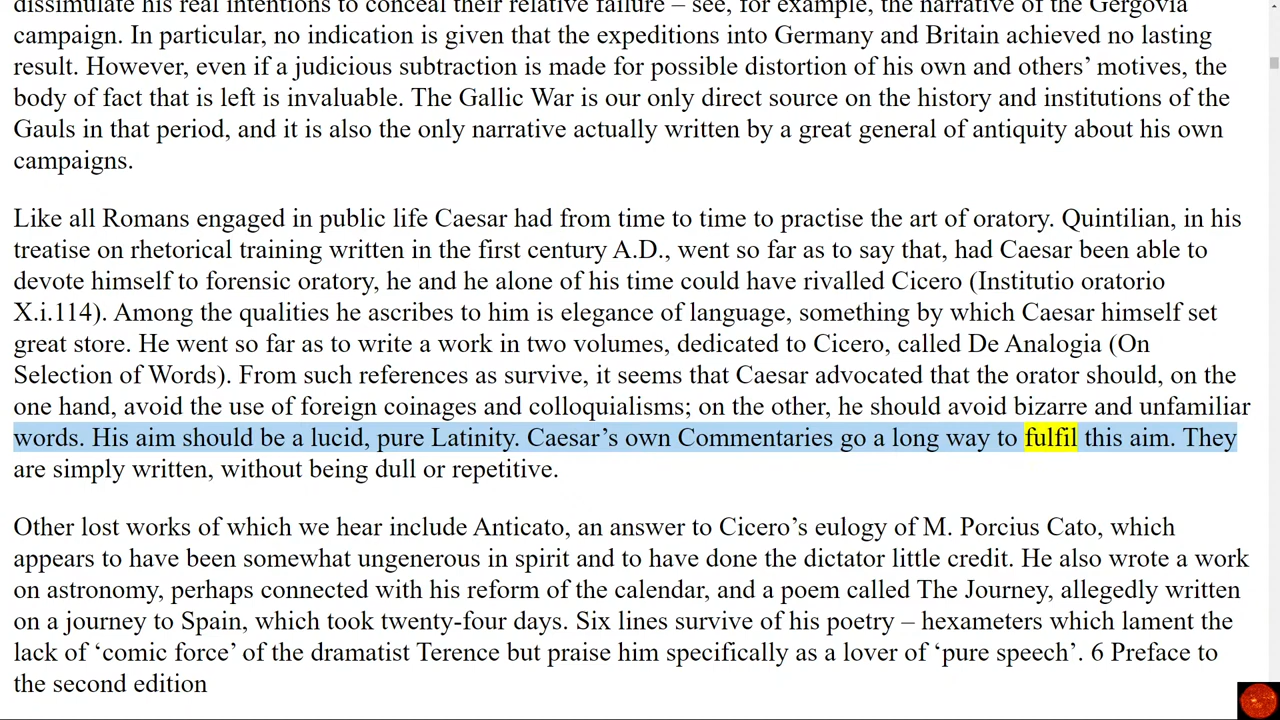 dissimulate his real intentions to conceal their relative failure – see, for example, the narrative of the Gergovia
campaign. In particular, no indication is given that the expeditions into Germany and Britain achieved no lasting
result. However, even if a judicious subtraction is made for possible distortion of his own and others’ motives, the
body of fact that is left is invaluable. The Gallic War is our only direct source on the history and institutions of the
Gauls in that period, and it is also the only narrative actually written by a great general of antiquity about his own
campaigns.
Like all Romans engaged in public life Caesar had from time to time to practise the art of oratory. Quintilian, in his
treatise on rhetorical training written in the first century A.D., went so far as to say that, had Caesar been able to
devote himself to forensic oratory, he and he alone of his time could have rivalled Cicero (Institutio oratorio
X.i.114). Among the qualities he ascribes to him is elegance of language, something by which Caesar himself set
great store. He went so far as to write a work in two volumes, dedicated to Cicero, called De Analogia (On
Selection of Words). From such references as survive, it seems that Caesar advocated that the orator should, on the
one hand, avoid the use of foreign coinages and colloquialisms; on the other, he should avoid bizarre and unfamiliar
words. His aim should be a lucid, pure Latinity. Caesar’s own Commentaries go a long way to fulfil this aim. They
are simply written, without being dull or repetitive.
Other lost works of which we hear include Anticato, an answer to Cicero’s eulogy of M. Porcius Cato, which
appears to have been somewhat ungenerous in spirit and to have done the dictator little credit. He also wrote a work
on astronomy, perhaps connected with his reform of the calendar, and a poem called The Journey, allegedly written
on a journey to Spain, which took twenty-four days. Six lines survive of his poetry – hexameters which lament the
lack of ‘comic force’ of the dramatist Terence but praise him specifically as a lover of ‘pure speech’. 6 Preface to
the second edition